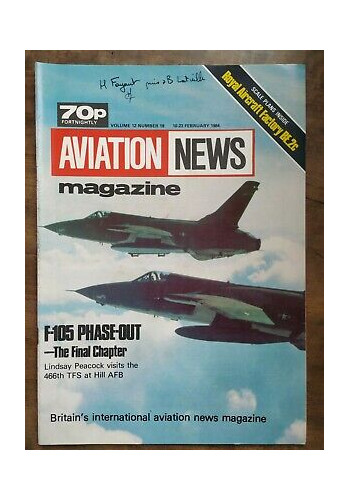 70p
FORTNIGHTLY
VOLUME 12 NUMBER 19
10-23 FEBRUARY 1984
SCALE PLANS INSIDE
Royal Aircraft Factory BE.2c
AVIATION NEWS
magazine
F-105 PHASE-OUT
—The Final Chapter
Lindsay Peacock visits the
466th TFS at Hill AFB
Britain's international aviation news magazine